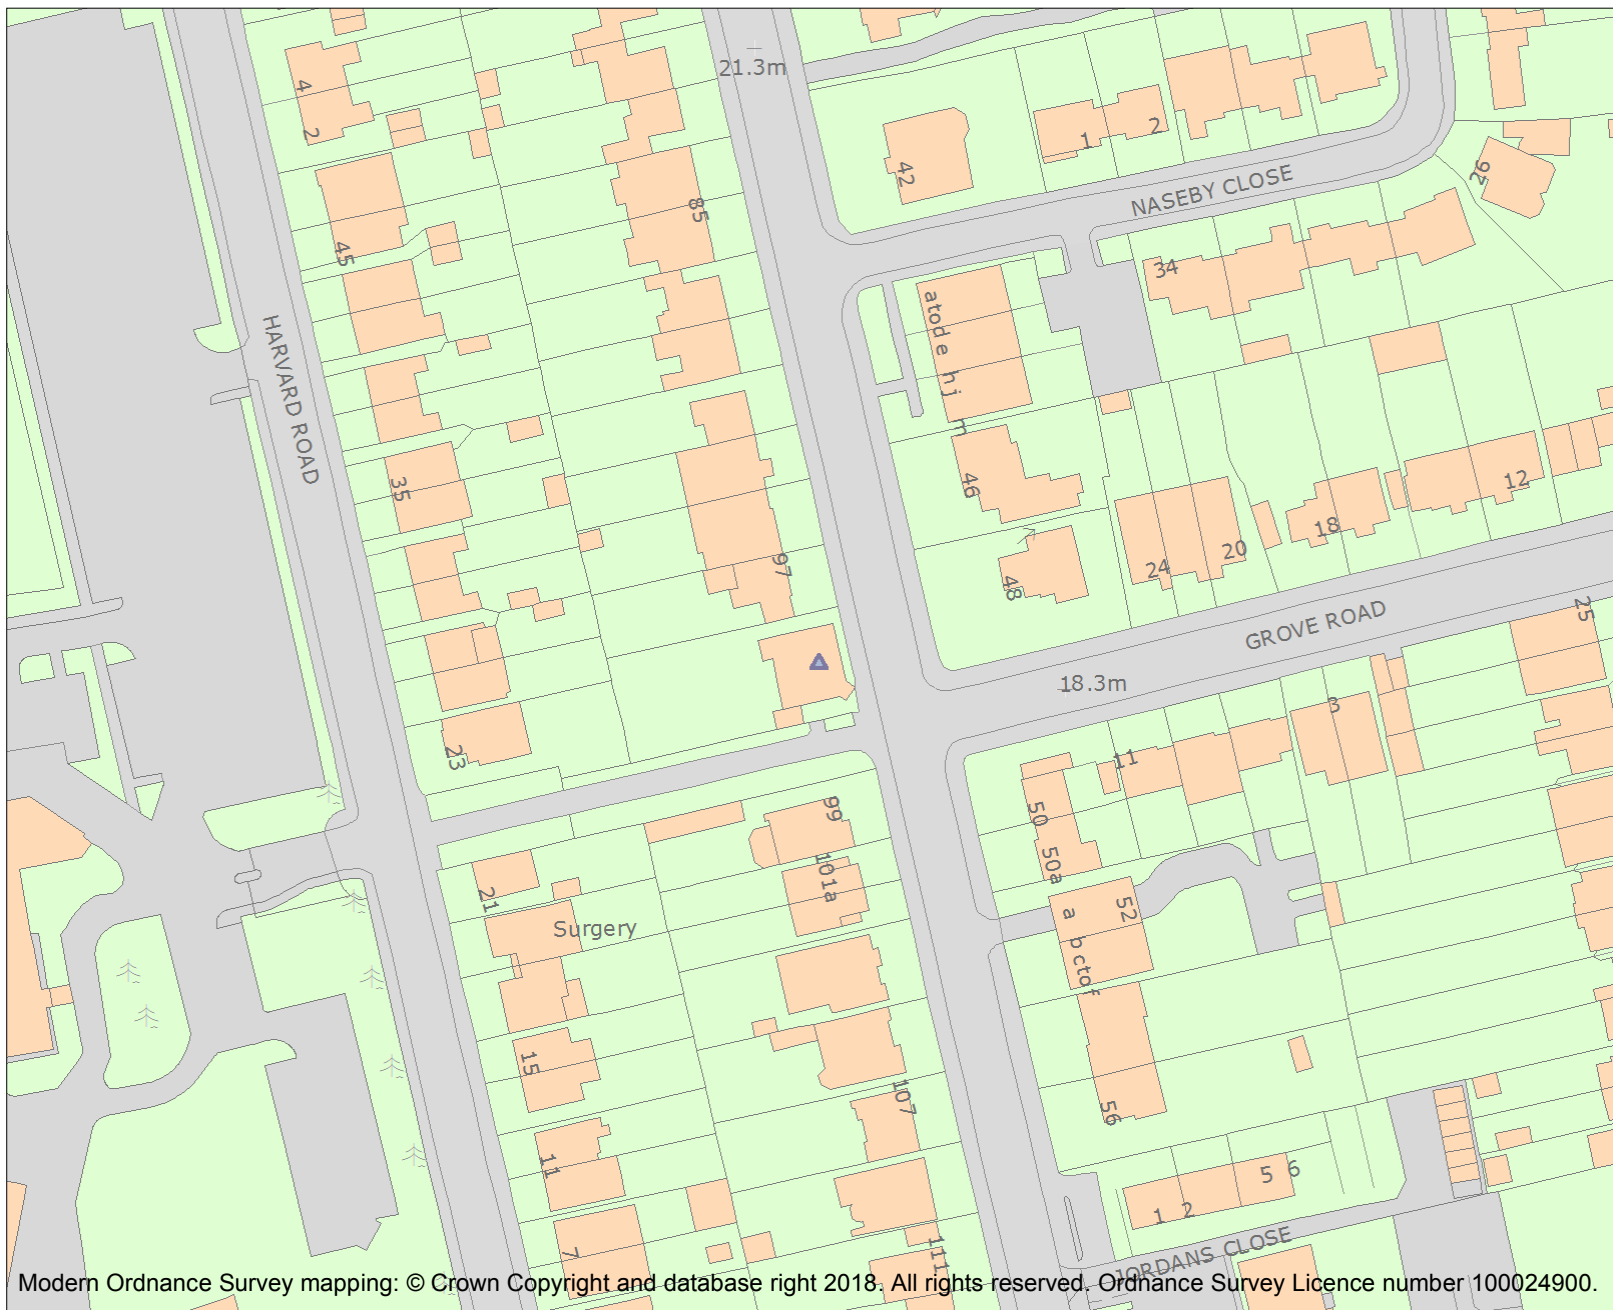 21.3m
4
2
1
2
42
26
NASEBY CLOSE
85
45
34
atode hj m
HARVARD ROAD
35
46
12
18
20
24
97
48
25
GROVE ROAD
18.3m
3
23
11
99
50
50a
101a
21
52
Surgery
a bctof
15
107
56
11
5 6
1 2
7
111
JORDANS CLOSE
Modern Ordnance Survey mapping: © Crown Copyright and database right 2018. All rights reserved. Ordnance Survey Licence number 100024900.